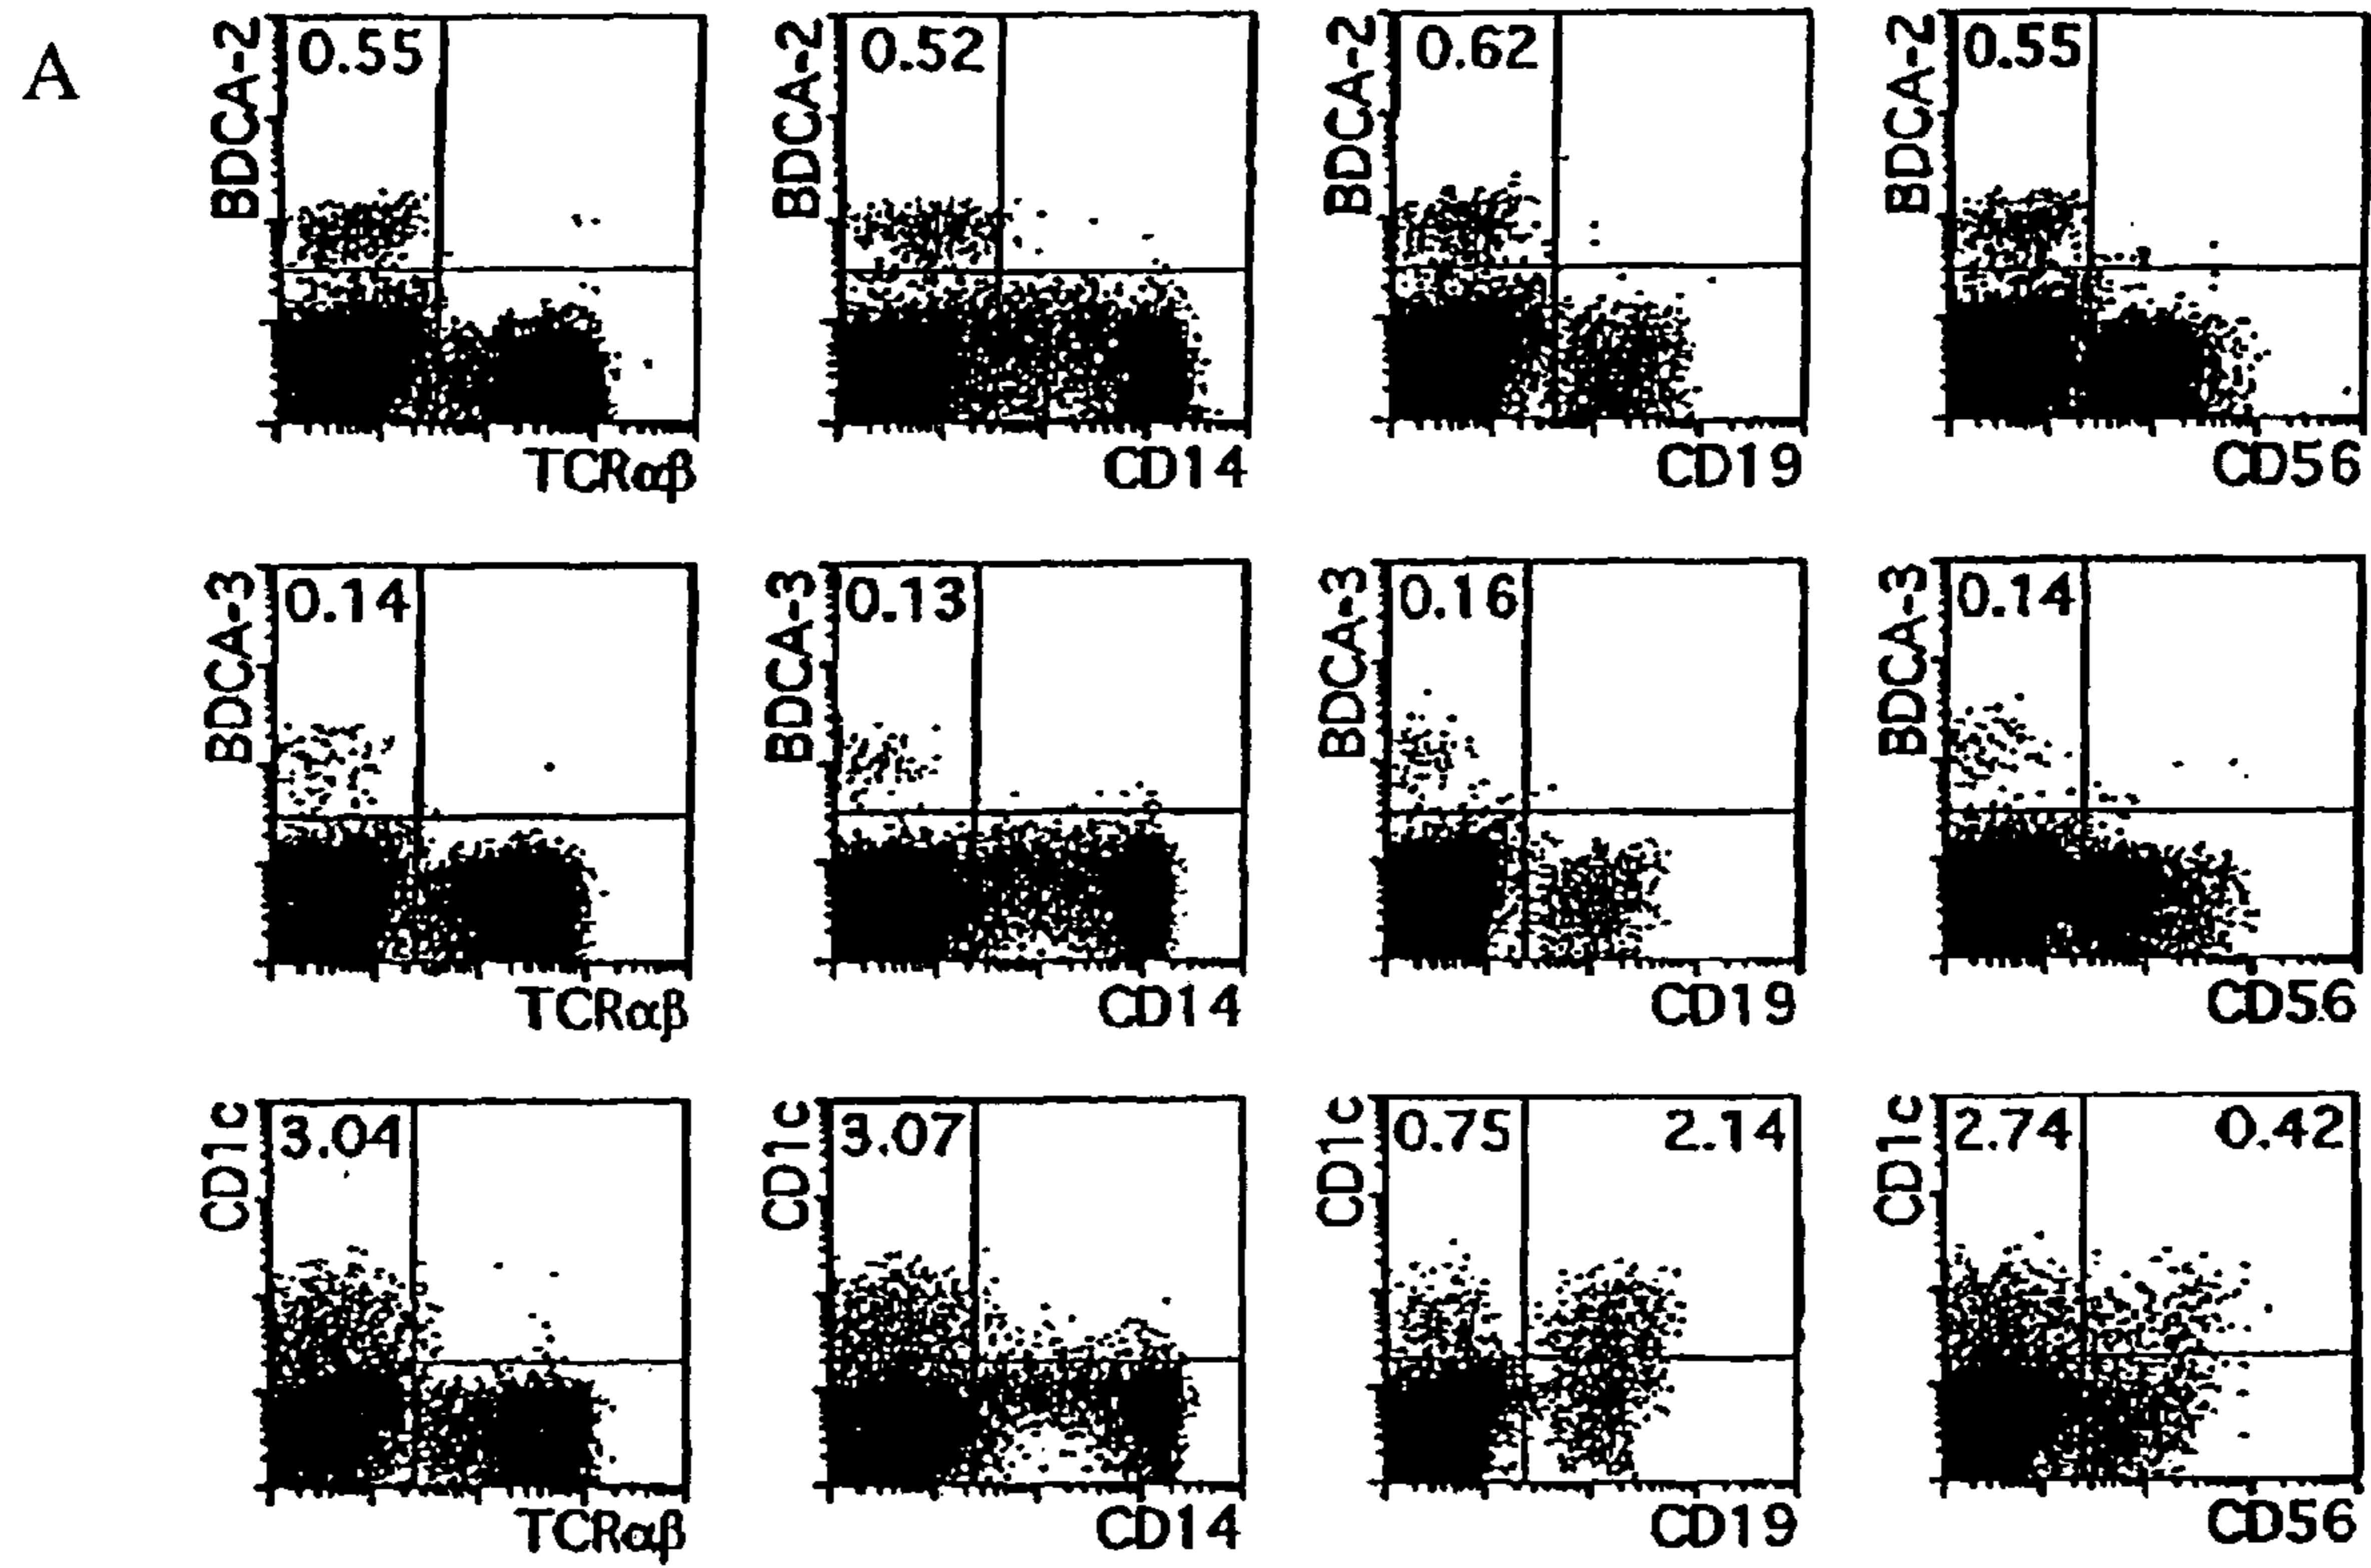 A
BDCA-2 0.55 TCRαβ
BDCA-2 0.52 CD14
BDCA-2 0.62 CD19
BDCA-2 0.55 CD56
BDCA-3 0.14 TCRαβ
BDCA-3 0.13 CD14
BDCA-3 0.16 CD19
BDCA-3 0.14 CD56
CD1c 3.04 TCRαβ
CD1c 3.07 CD14
CD1c 0.75 2.14 CD19
CD1c 2.74 0.42 CD56